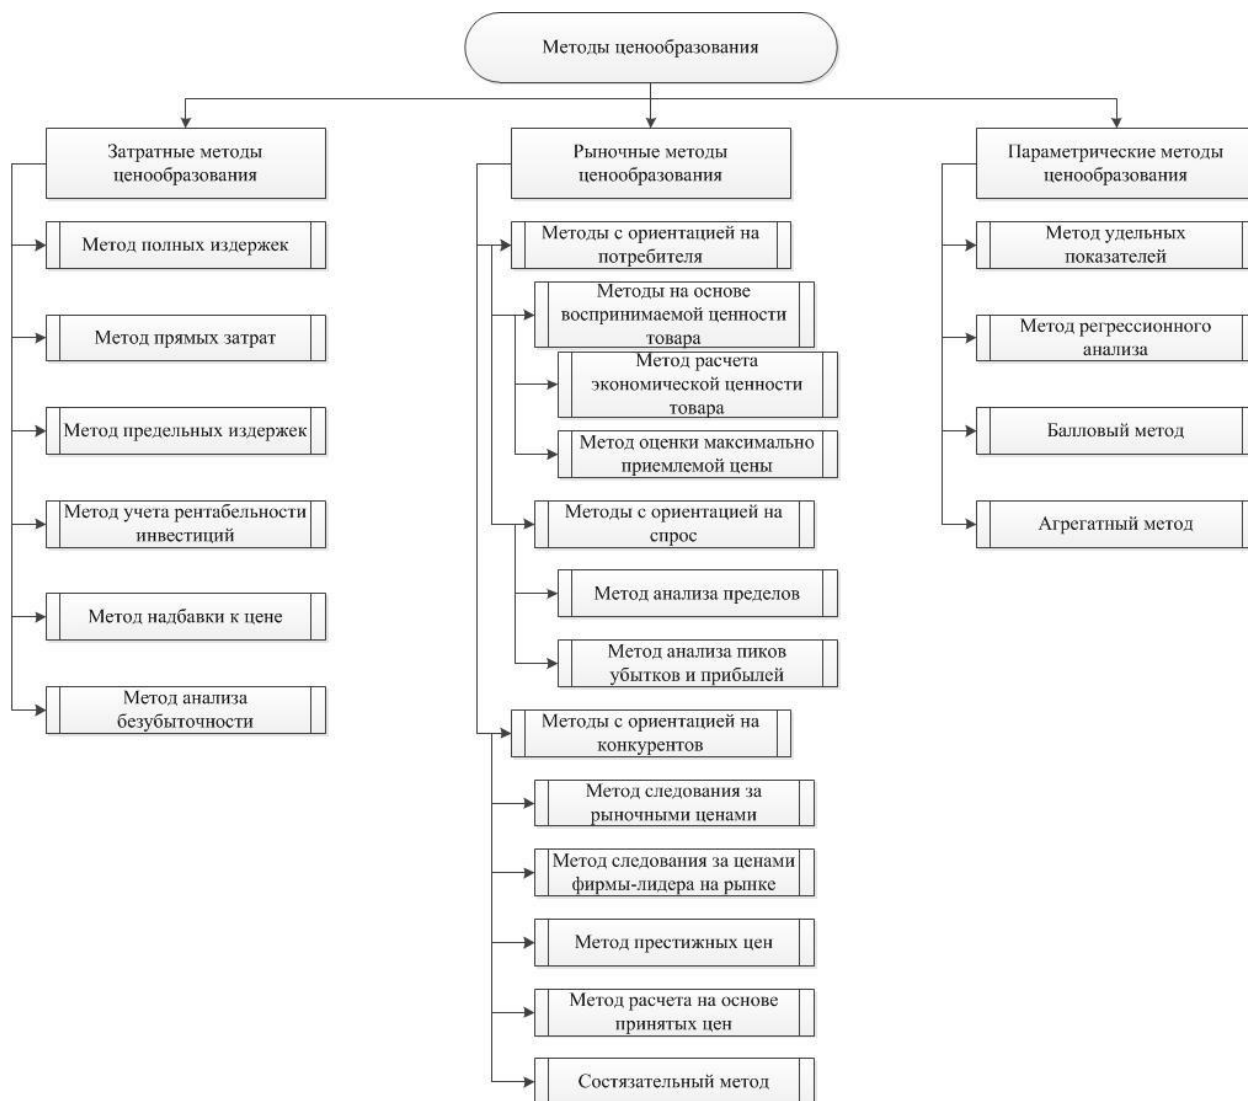 Методы ценообразования
Затратные методы
ценообразования
Метод полных издержек
Метод прямых затрат
Метод предельных издержек
Метод учета рентабельности
инвестиций
Метод надбавки к цене
Метод анализа
безубыточности
Рыночные методы
ценообразования
Методы с ориентацией на
потребителя
Методы на основе
воспринимаемой ценности
товара
Метод расчета
экономической ценности
товара
Метод оценки максимально
приемлемой цены
Методы с ориентацией на
спрос
Метод анализа пределов
Метод анализа пиков
убытков и прибылей
Методы с ориентацией на
конкурентов
Метод следования за
рыночными ценами
Метод следования за ценами
фирмы-лидера на рынке
Метод престижных цен
Метод расчета на основе
принятых цен
Состязательный метод
Параметрические методы
ценообразования
Метод удельных
показателей
Метод регрессионного
анализа
Балловый метод
Агрегатный метод